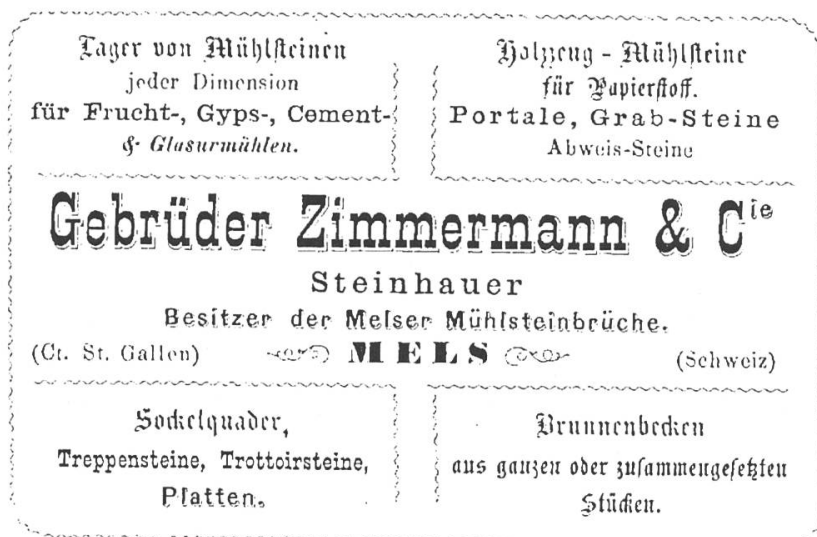 Lager von Mühlsteinen
jeder Dimension
für Frucht-, Gyps-, Cement-
& Glasurmühlen.
Holzzeug - Mühlsteine
für Papierstoff.
Portale, Grab-Steine
Abweis-Steine
Gebrüder Zimmermann & Cie
Steinhauer
Besitzer der Melser Mühlsteinbrüche.
(Ct. St. Gallen) MELS (Schweiz)
Sockelquader,
Treppensteine, Trottoirsteine,
Platten.
Brunnenbecken
aus ganzen oder zusammengesetzten
Stücken.